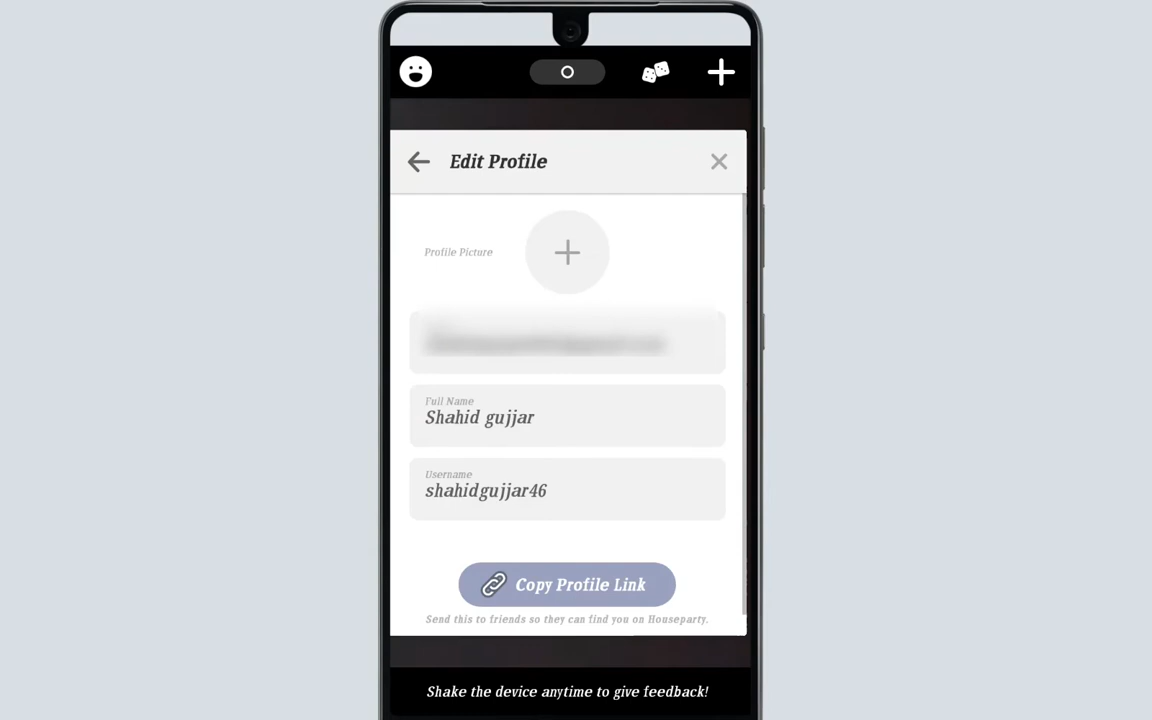 Edit Profile
Profile Picture
Full Name
Shahid gujjar
Username
shahidgujjar46
Copy Profile Link
Send this to friends so they can find you on Houseparty.
Shake the device anytime to give feedback!